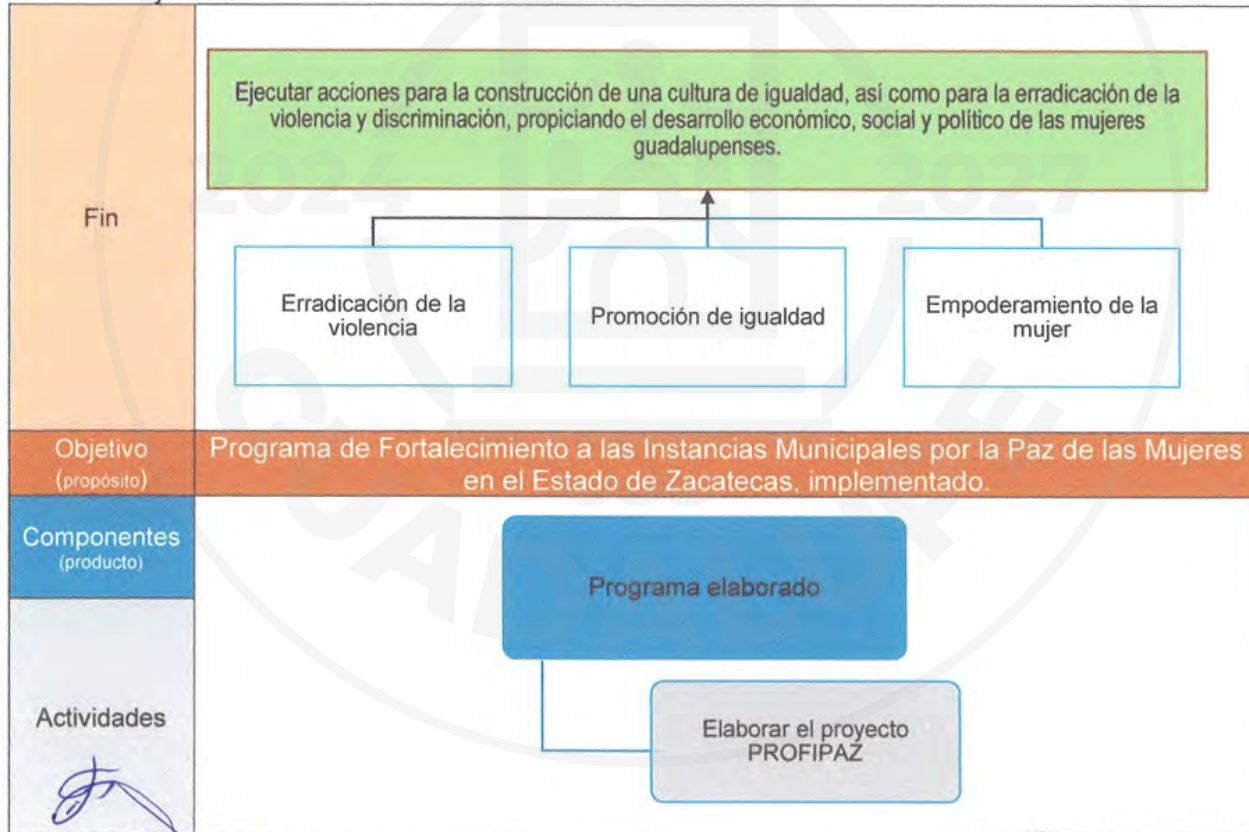 Fin
Ejecutar acciones para la construcción de una cultura de igualdad, así como para la erradicación de la
violencia y discriminación, propiciando el desarrollo económico, social y político de las mujeres
guadalupenses.
2024
2027
Erradicación de la
violencia
Promoción de igualdad
Empoderamiento de la
mujer
Objetivo
(propósito)
Programa de Fortalecimiento a las Instancias Municipales por la Paz de las Mujeres
en el Estado de Zacatecas, implementado.
Componentes
(producto)
Programa elaborado
Actividades
Elaborar el proyecto
PROFIPAZ
GUADALUPE